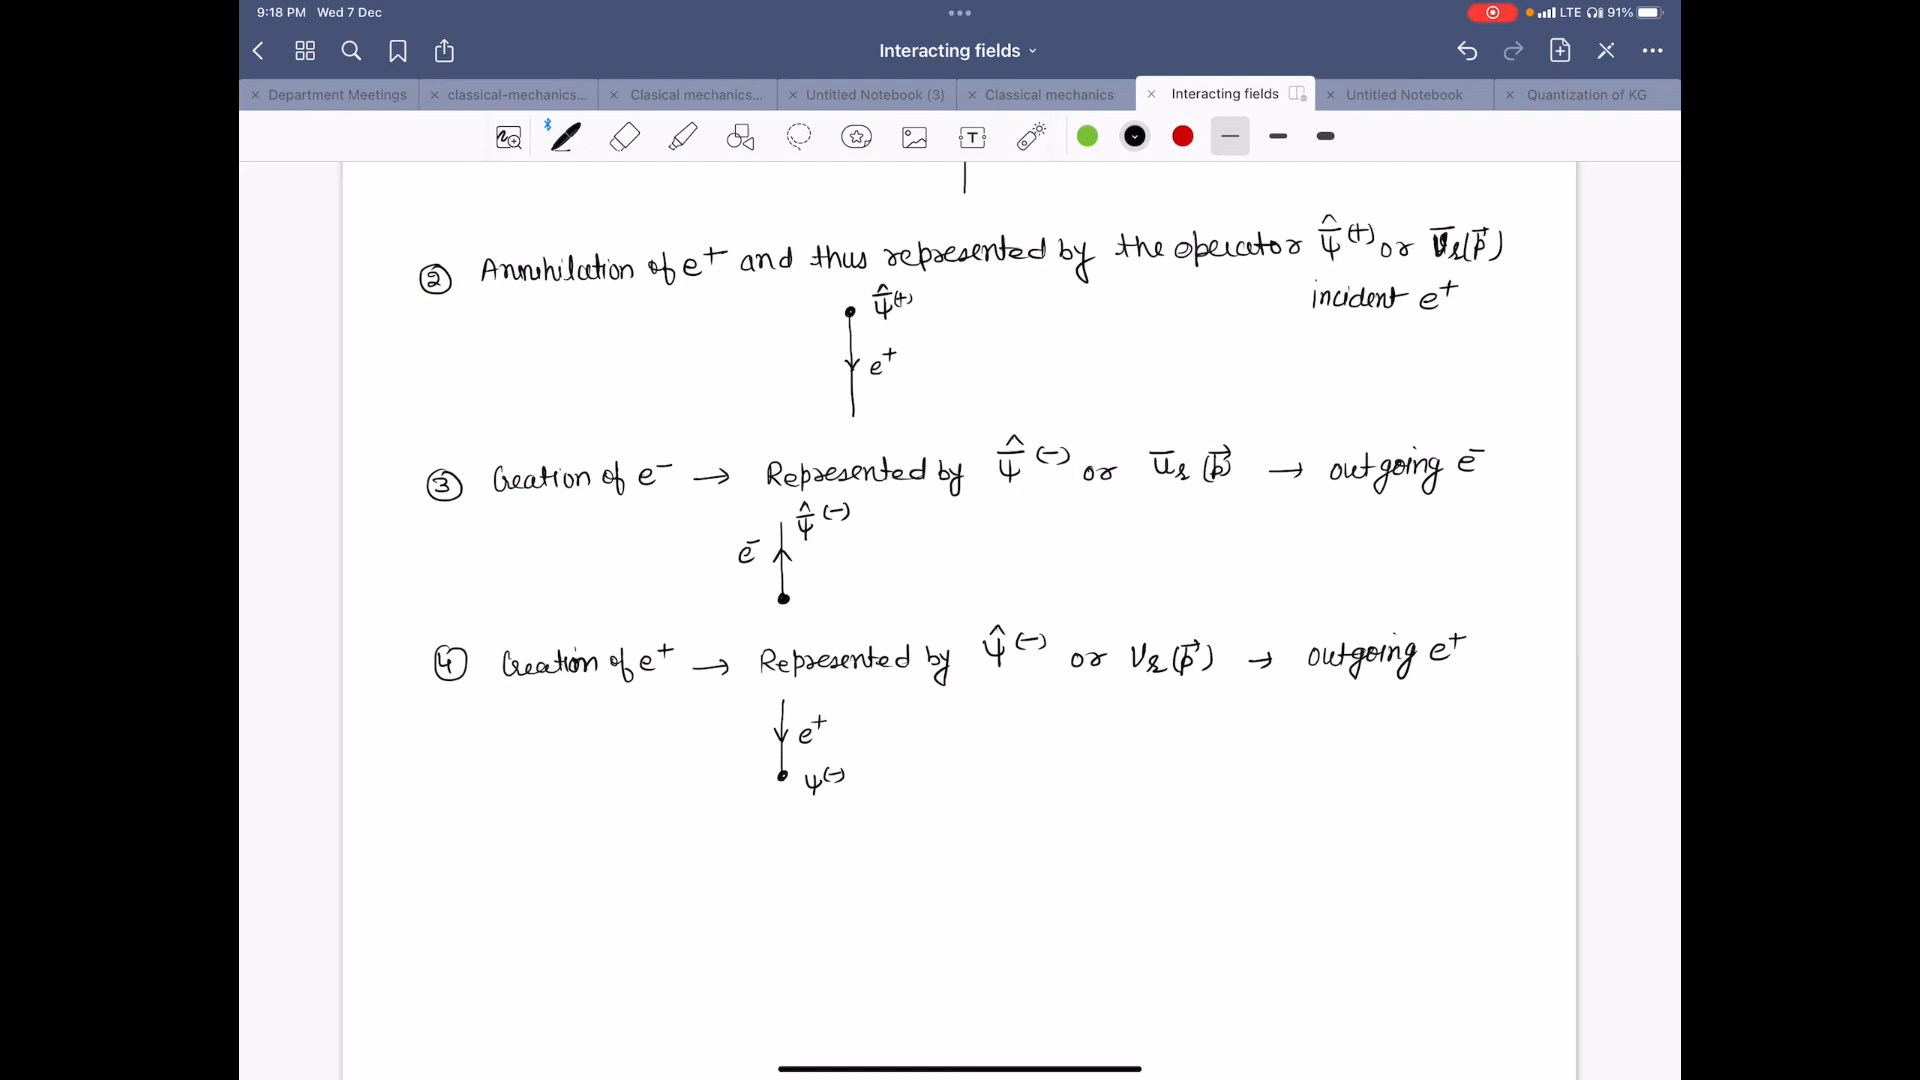 9:18 PM Wed 7 Dec
LTE 91%
Interacting fields
Department Meetings
classical-mechanics...
Clasical mechanics...
Untitled Notebook (3)
Classical mechanics
Interacting fields
Untitled Notebook
Quantization of KG
② Annihilation of e⁺ and thus represented by the operator ψ̂̄⁽⁺⁾ or v̄ᵣ(p⃗)
incident e⁺
ψ̂̄⁽⁺⁾
e⁺
③ Creation of e⁻ → Represented by ψ̂̄⁽⁻⁾ or ūᵣ(p⃗) → outgoing e⁻
ψ̂̄⁽⁻⁾
e⁻
④ Creation of e⁺ → Represented by ψ̂⁽⁻⁾ or vᵣ(p⃗) → outgoing e⁺
e⁺
ψ⁽⁻⁾